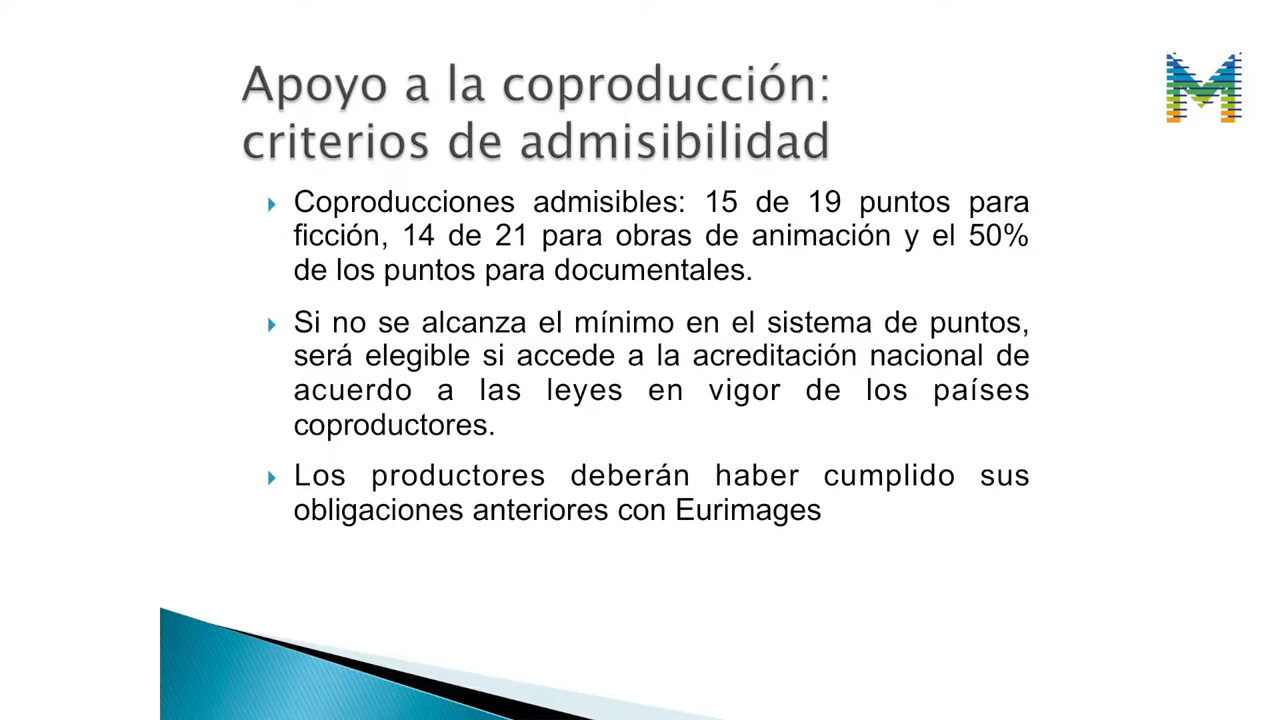 Apoyo a la coproducción:
criterios de admisibilidad
Coproducciones admisibles: 15 de 19 puntos para
ficción, 14 de 21 para obras de animación y el 50%
de los puntos para documentales.
Si no se alcanza el mínimo en el sistema de puntos,
será elegible si accede a la acreditación nacional de
acuerdo a las leyes en vigor de los países
coproductores.
Los productores deberán haber cumplido sus
obligaciones anteriores con Eurimages